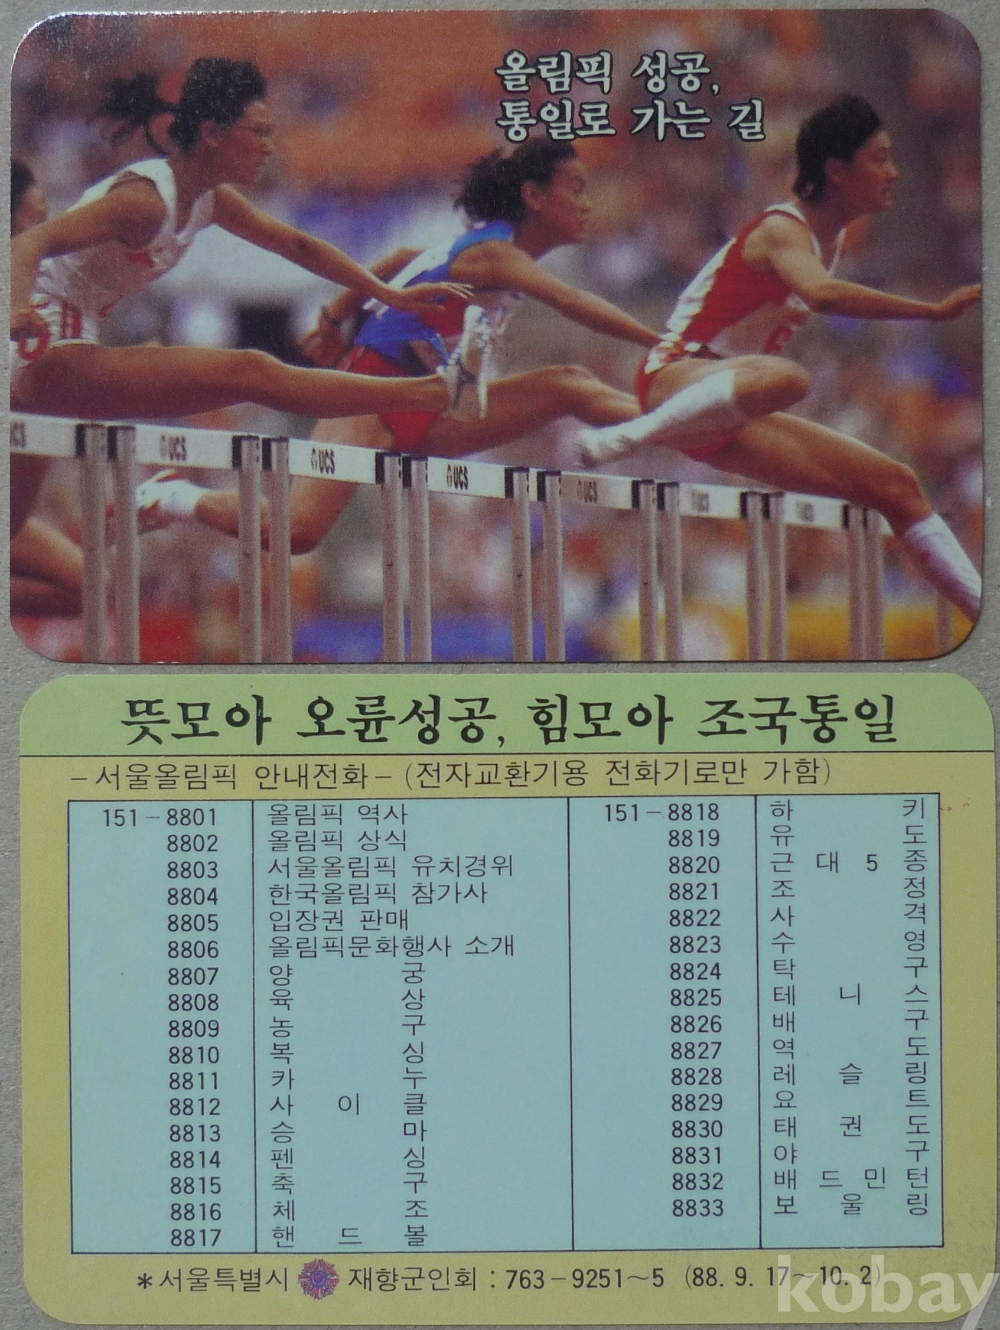 올림픽 성공,
통일로 가는 길
UCS UCS UCS UCS UCS UCS UCS
뜻모아 오륜성공, 힘모아 조국통일
－서울올림픽 안내전화－ (전자교환기용 전화기로만 가함)
151－8801 올림픽 역사
8802 올림픽 상식
8803 서울올림픽 유치경위
8804 한국올림픽 참가사
8805 입장권 판매
8806 올림픽문화행사 소개
8807 양궁
8808 육상
8809 농구
8810 복싱
8811 카누
8812 사이클
8813 승마
8814 펜싱
8815 축구
8816 체조
8817 핸드볼
151－8818 하키
8819 유도
8820 근대5종
8821 조정
8822 사격
8823 수영
8824 탁구
8825 테니스
8826 배구
8827 역도
8828 레슬링
8829 요트
8830 태권도
8831 야구
8832 배드민턴
8833 보울링
*서울특별시 재향군인회 : 763－9251～5 (88. 9. 17～10. 2)
kobay